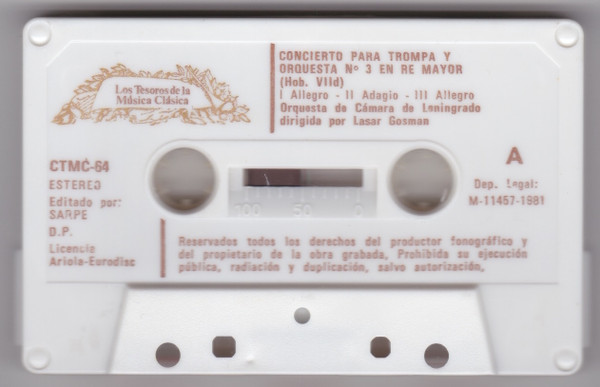 Los Tesoros de la
Música Clásica
CONCIERTO PARA TROMPA Y
ORQUESTA Nº 3 EN RE MAYOR
(Hob. VIId)
I Allegro - II Adagio - III Allegro
Orquesta de Cámara de Leningrado
dirigida por Lasar Gosman
CTMC-64
ESTEREO
Editado por:
SARPE
D.P.
Licencia
Ariola-Eurodisc
A
Dep. Legal:
M-11457-1981
100 50 0
Reservados todos los derechos del productor fonográfico y
del propietario de la obra grabada. Prohibida su ejecución
pública, radiación y duplicación, salvo autorización.